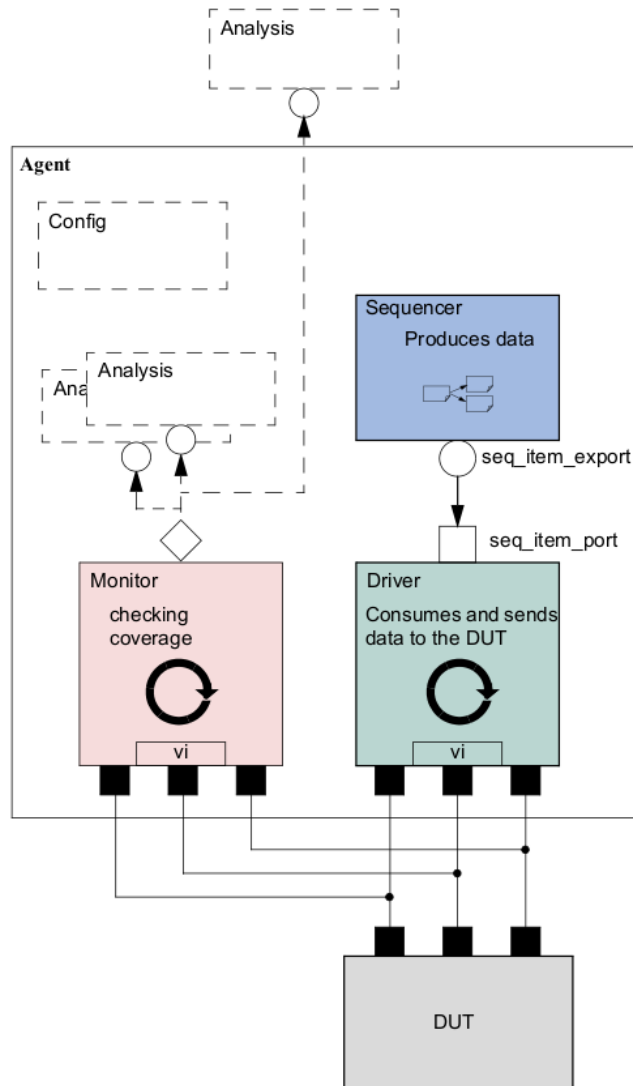 Analysis
Agent
Config
Sequencer
Produces data
Analysis
Ana
seq_item_export
seq_item_port
Monitor
checking
coverage
vi
Driver
Consumes and sends
data to the DUT
vi
DUT